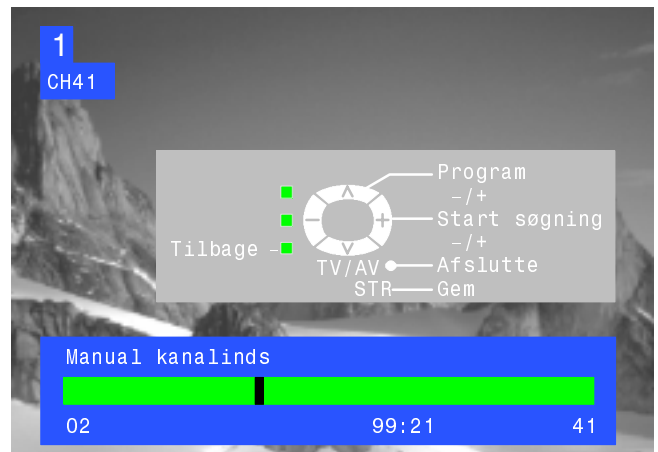 1
CH41
Program
-/+
Start søgning
-/+
Tilbage
Afslutte
TV/AV
STR
Gem
Manual kanalinds
02 99:21 41